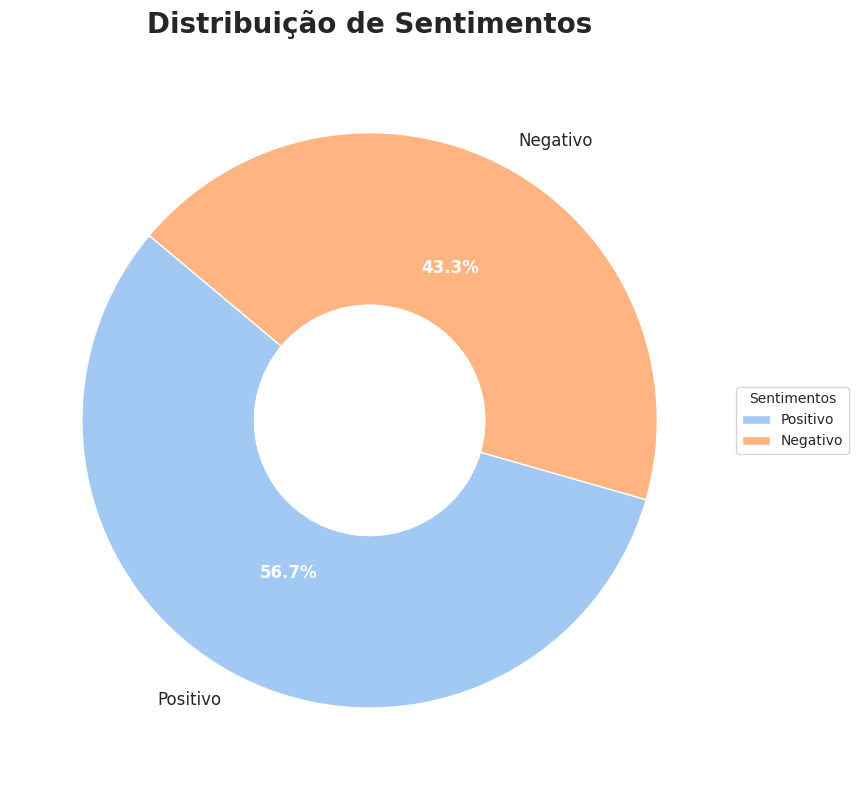 Distribuição de Sentimentos
Negativo
43.3%
Sentimentos
Positivo
Negativo
56.7%
Positivo